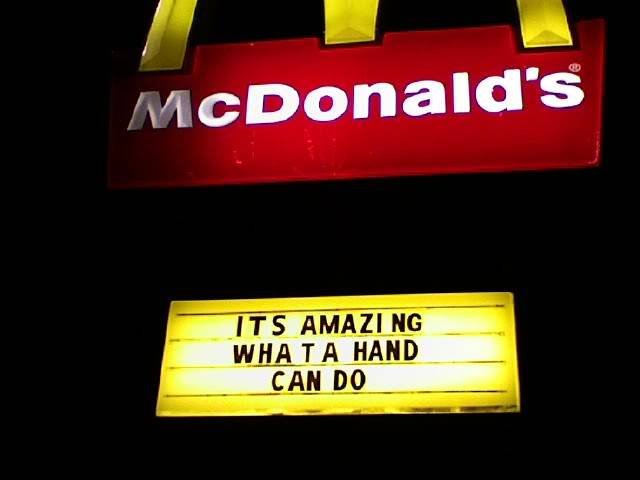 McDonald's®
ITS AMAZING
WHAT A HAND
CAN DO